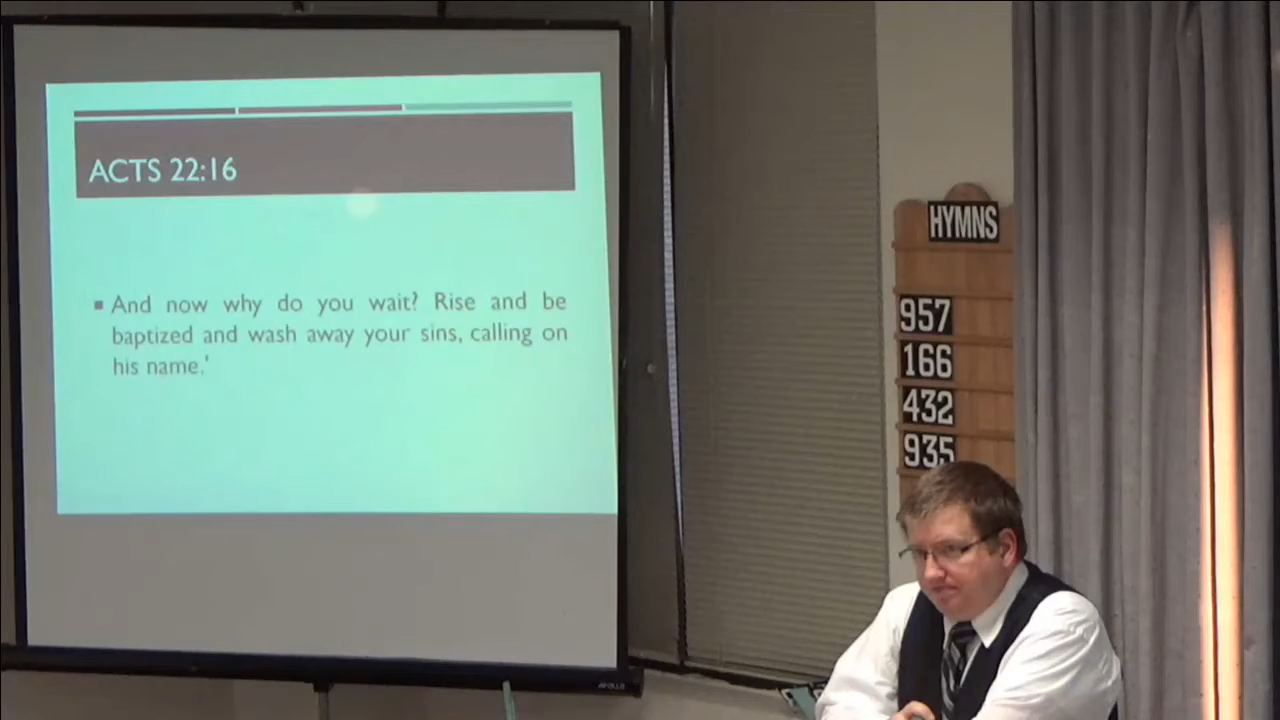 ACTS 22:16
And now why do you wait? Rise and be
baptized and wash away your sins, calling on
his name.'
HYMNS
957
166
432
935
APOLLO